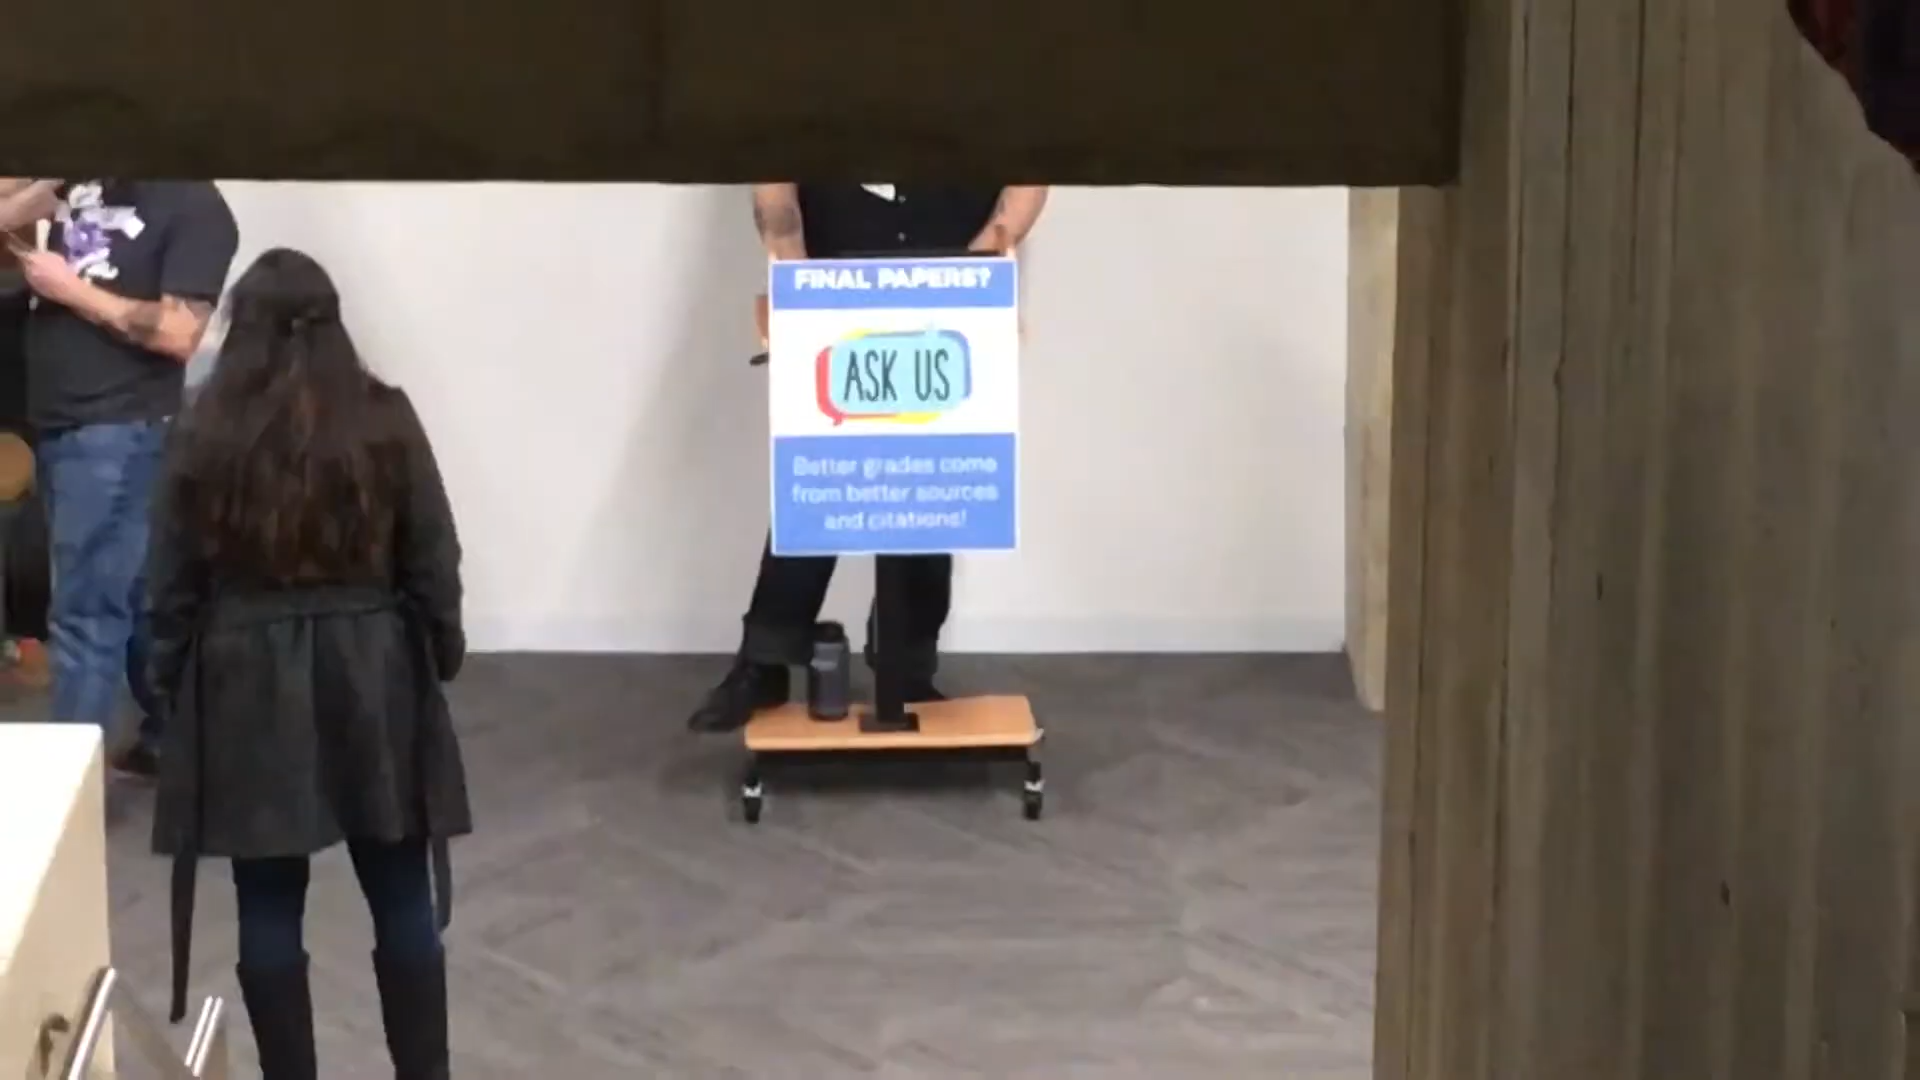 FINAL PAPERS?
ASK US
Better grades come
from better sources
and citations!